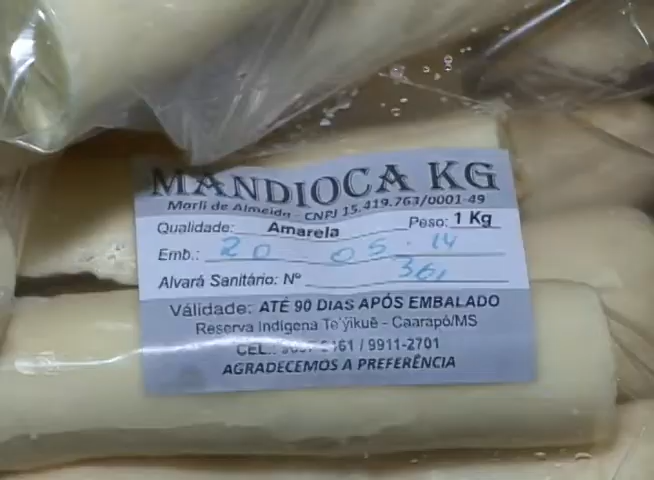 MANDIOCA KG
Marli de Almeida - CNPJ 15.419.763/0001-49
Qualidade: Amarela Peso: 1 Kg
Emb.: 20 05. 14
Alvará Sanitário: Nº 361
Válidade: ATÉ 90 DIAS APÓS EMBALADO
Reserva Indígena Te'ýikuê - Caarapó/MS
CEL.: / 9911-2701
AGRADECEMOS A PREFERÊNCIA